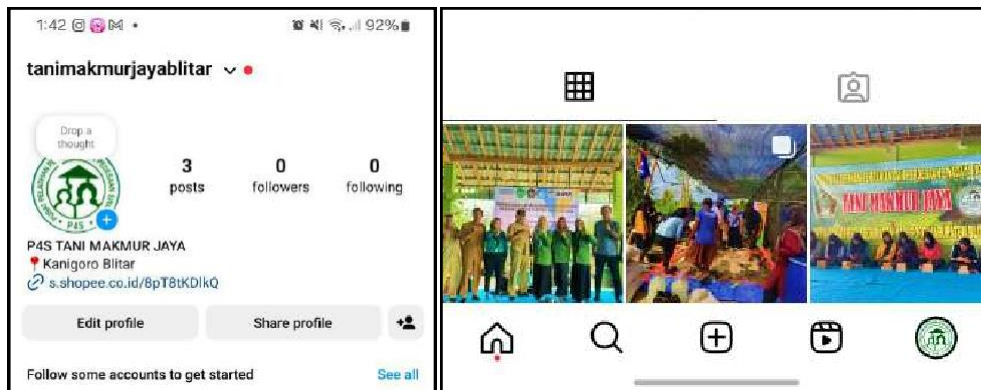 1:42
92%
tanimakmurjayablitar
Drop a
thought
3
0
0
posts
followers
following
P4S
P4S TANI MAKMUR JAYA
Kanigoro Blitar
s.shopee.co.id/8pT8tKDlkQ
Edit profile
Share profile
Follow some accounts to get started
See all
TANI MAKMUR JAYA